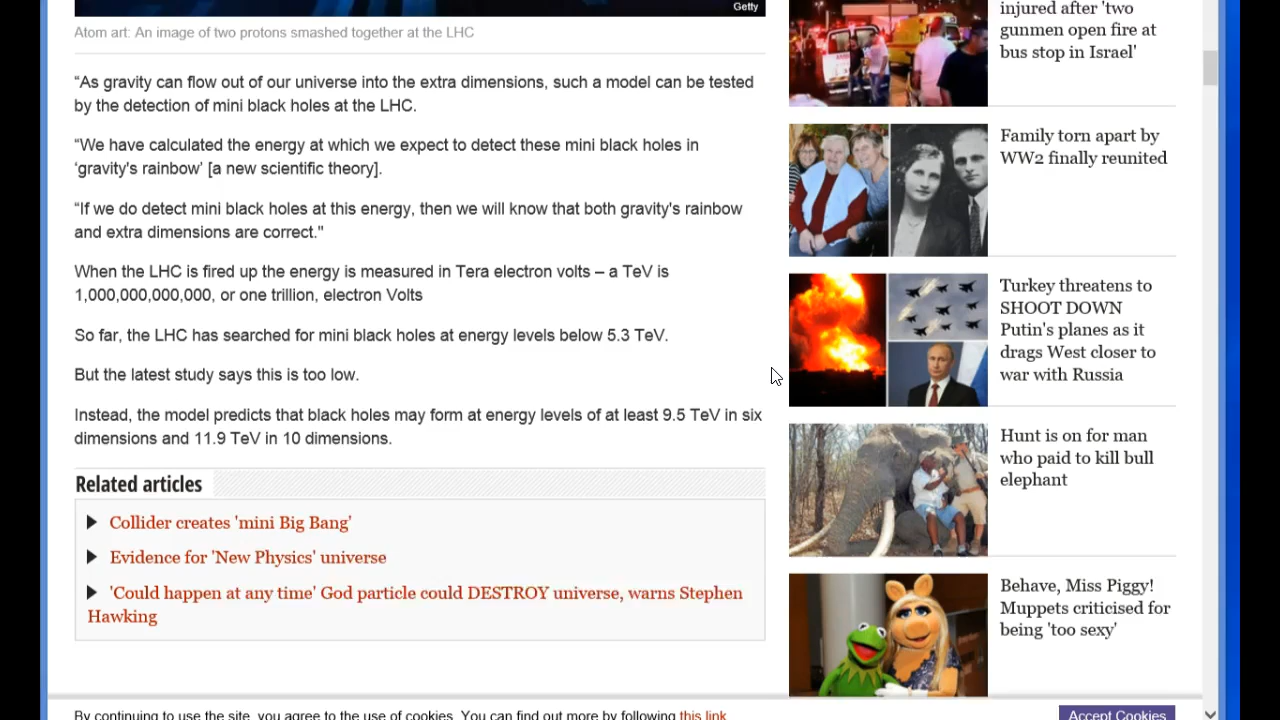 Getty
Atom art: An image of two protons smashed together at the LHC
“As gravity can flow out of our universe into the extra dimensions, such a model can be tested
by the detection of mini black holes at the LHC.
“We have calculated the energy at which we expect to detect these mini black holes in
‘gravity's rainbow’ [a new scientific theory].
“If we do detect mini black holes at this energy, then we will know that both gravity's rainbow
and extra dimensions are correct."
When the LHC is fired up the energy is measured in Tera electron volts – a TeV is
1,000,000,000,000, or one trillion, electron Volts
So far, the LHC has searched for mini black holes at energy levels below 5.3 TeV.
But the latest study says this is too low.
Instead, the model predicts that black holes may form at energy levels of at least 9.5 TeV in six
dimensions and 11.9 TeV in 10 dimensions.
Related articles
Collider creates 'mini Big Bang'
Evidence for 'New Physics' universe
'Could happen at any time' God particle could DESTROY universe, warns Stephen
Hawking
injured after 'two
gunmen open fire at
bus stop in Israel'
Family torn apart by
WW2 finally reunited
Turkey threatens to
SHOOT DOWN
Putin's planes as it
drags West closer to
war with Russia
Hunt is on for man
who paid to kill bull
elephant
Behave, Miss Piggy!
Muppets criticised for
being 'too sexy'
By continuing to use the site, you agree to the use of cookies. You can find out more by following this link
Accept Cookies